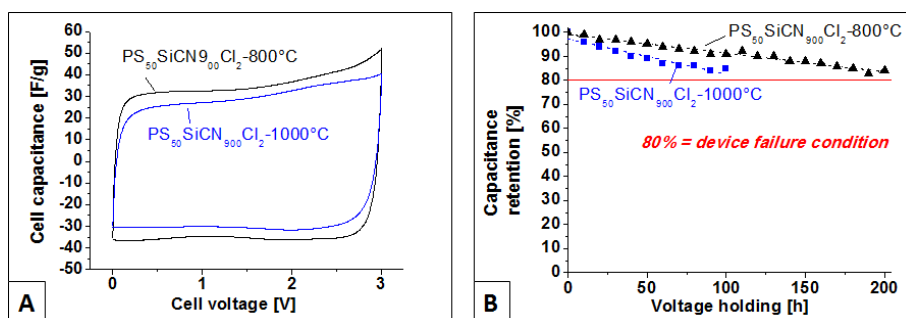 60
50
40
30
20
10
0
-10
-20
-30
-40
-50
Cell capacitance [F/g]
PS50SiCN900Cl2-800°C
PS50SiCN900Cl2-1000°C
0 1 2 3
Cell voltage [V]
A
100
90
80
70
60
50
40
30
20
10
0
Capacitance
retention [%]
PS50SiCN900Cl2-800°C
PS50SiCN900Cl2-1000°C
80% = device failure condition
0 50 100 150 200
Voltage holding [h]
B